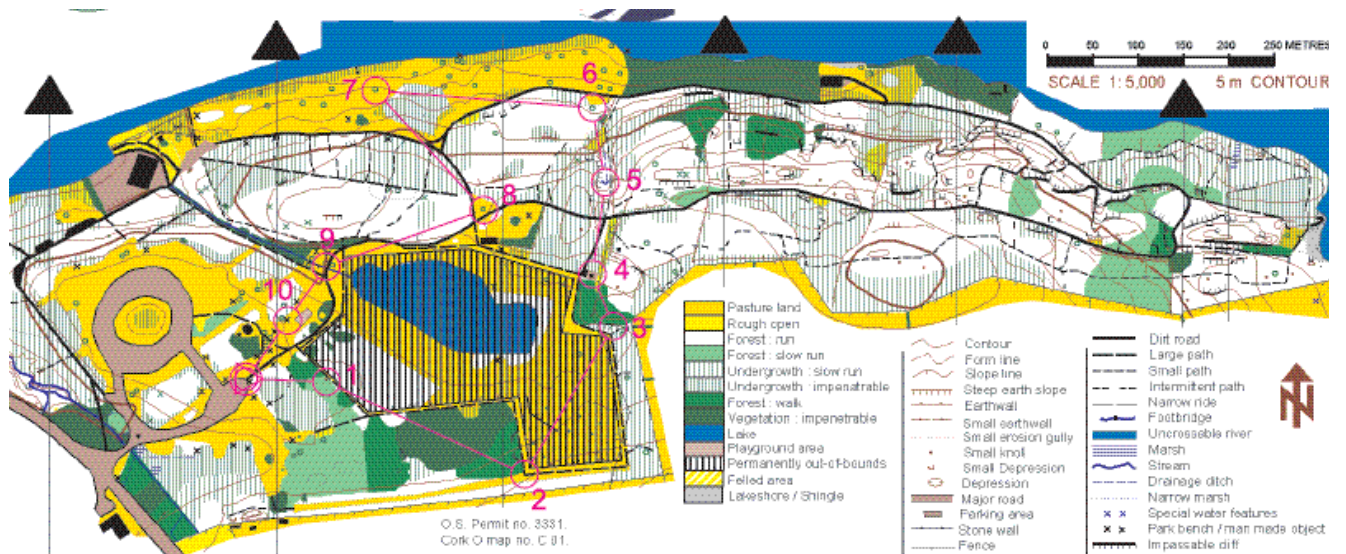 0 50 100 150 200 250 METRES
SCALE 1: 5,000 5 m CONTOUR
7
6
5
8
9
4
10
3
1
2
O.S. Permit no. 3331.
Cork O map no. C 01.
Pasture land
Rough open
Forest : run
Forest : slow run
Undergrowth : slow run
Undergrowth : impenatrable
Forest : walk
Vegetation : impenetrable
Lake
Playground area
Permanently out-of-bounds
Felled area
Lakeshore / Shingle
Contour
Form line
Slope line
Steep earth slope
Earthwall
Small earthwall
Small erosion gully
Small knoll
Small Depression
Depression
Major road
Parking area
Stone wall
Fence
Dirt road
Large path
Small path
Intermittent path
Narrow ride
Footbridge
Uncrossable river
Marsh
Stream
Drainage ditch
Narrow marsh
Special water features
Park bench / man made object
Impassable cliff
N